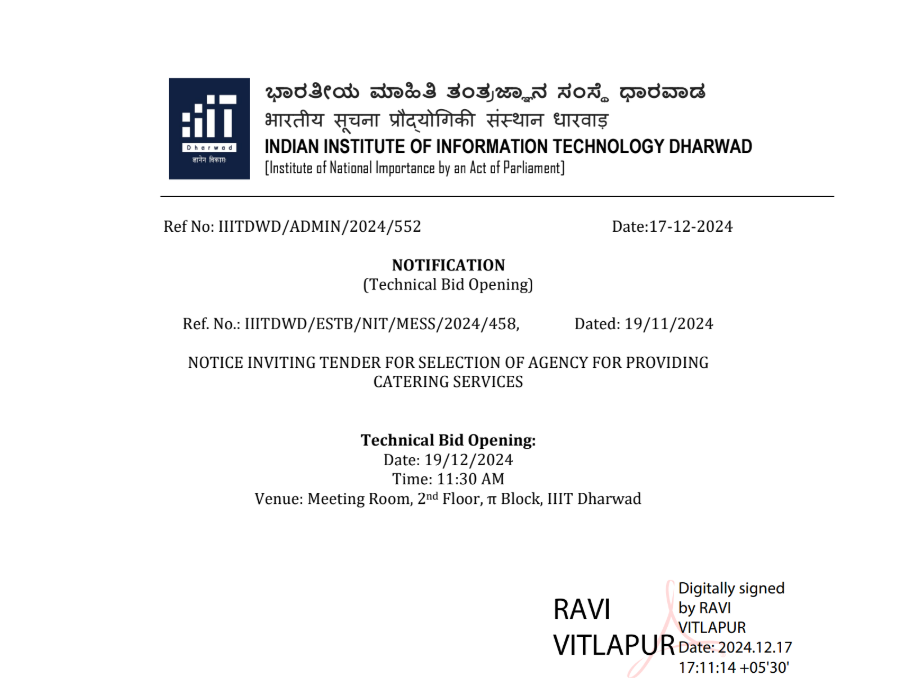 ಭಾರತೀಯ ಮಾಹಿತಿ ತಂತ್ರಜ್ಞಾನ ಸಂಸ್ಥೆ ಧಾರವಾಡ
भारतीय सूचना प्रौद्योगिकी संस्थान धारवाड़
INDIAN INSTITUTE OF INFORMATION TECHNOLOGY DHARWAD
[Institute of National Importance by an Act of Parliament]
Dharwad
ज्ञानेन विकासः
Ref No: IIITDWD/ADMIN/2024/552 Date:17-12-2024
NOTIFICATION
(Technical Bid Opening)
Ref. No.: IIITDWD/ESTB/NIT/MESS/2024/458, Dated: 19/11/2024
NOTICE INVITING TENDER FOR SELECTION OF AGENCY FOR PROVIDING
CATERING SERVICES
Technical Bid Opening:
Date: 19/12/2024
Time: 11:30 AM
Venue: Meeting Room, 2nd Floor, π Block, IIIT Dharwad
RAVI
VITLAPUR
Digitally signed
by RAVI
VITLAPUR
Date: 2024.12.17
17:11:14 +05'30'